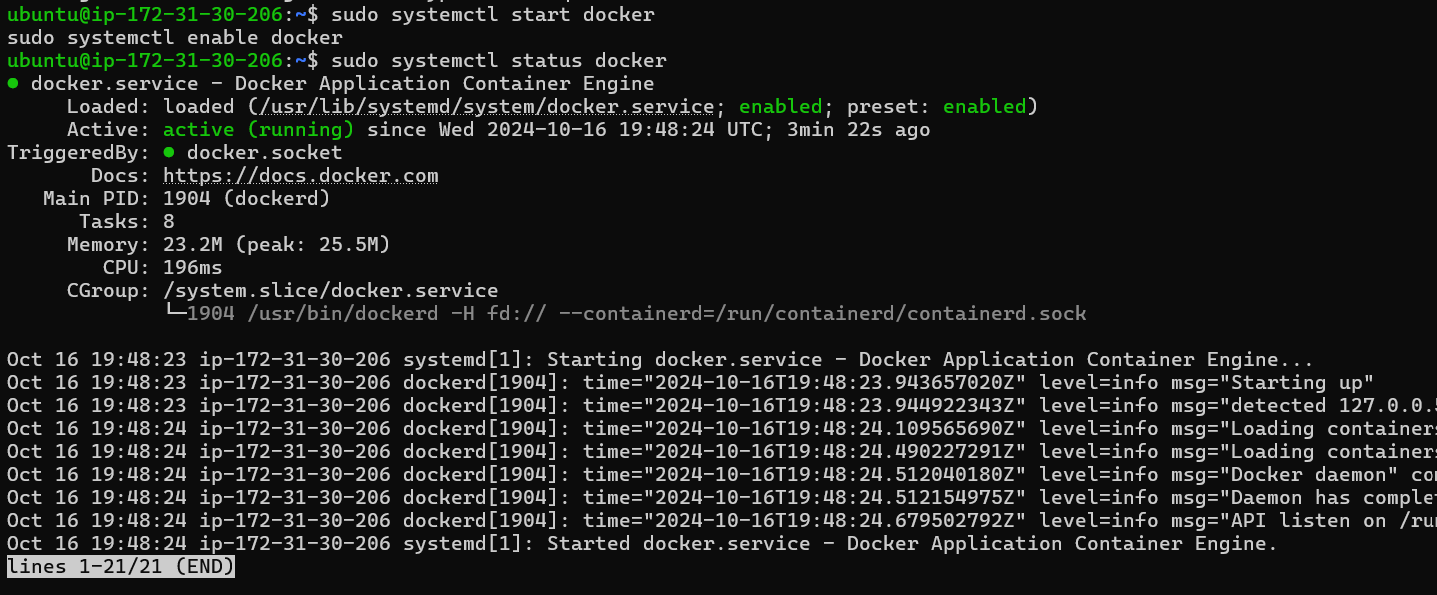 ubuntu@ip-172-31-30-206:~$ sudo systemctl start docker
sudo systemctl enable docker
ubuntu@ip-172-31-30-206:~$ sudo systemctl status docker
● docker.service - Docker Application Container Engine
     Loaded: loaded (/usr/lib/systemd/system/docker.service; enabled; preset: enabled)
     Active: active (running) since Wed 2024-10-16 19:48:24 UTC; 3min 22s ago
TriggeredBy: ● docker.socket
       Docs: https://docs.docker.com
   Main PID: 1904 (dockerd)
      Tasks: 8
     Memory: 23.2M (peak: 25.5M)
        CPU: 196ms
     CGroup: /system.slice/docker.service
             └─1904 /usr/bin/dockerd -H fd:// --containerd=/run/containerd/containerd.sock

Oct 16 19:48:23 ip-172-31-30-206 systemd[1]: Starting docker.service - Docker Application Container Engine...
Oct 16 19:48:23 ip-172-31-30-206 dockerd[1904]: time="2024-10-16T19:48:23.943657020Z" level=info msg="Starting up"
Oct 16 19:48:23 ip-172-31-30-206 dockerd[1904]: time="2024-10-16T19:48:23.944922343Z" level=info msg="detected 127.0.0.5
Oct 16 19:48:24 ip-172-31-30-206 dockerd[1904]: time="2024-10-16T19:48:24.109565690Z" level=info msg="Loading containers
Oct 16 19:48:24 ip-172-31-30-206 dockerd[1904]: time="2024-10-16T19:48:24.490227291Z" level=info msg="Loading containers
Oct 16 19:48:24 ip-172-31-30-206 dockerd[1904]: time="2024-10-16T19:48:24.512040180Z" level=info msg="Docker daemon" com
Oct 16 19:48:24 ip-172-31-30-206 dockerd[1904]: time="2024-10-16T19:48:24.512154975Z" level=info msg="Daemon has complet
Oct 16 19:48:24 ip-172-31-30-206 dockerd[1904]: time="2024-10-16T19:48:24.679502792Z" level=info msg="API listen on /run
Oct 16 19:48:24 ip-172-31-30-206 systemd[1]: Started docker.service - Docker Application Container Engine.
lines 1-21/21 (END)